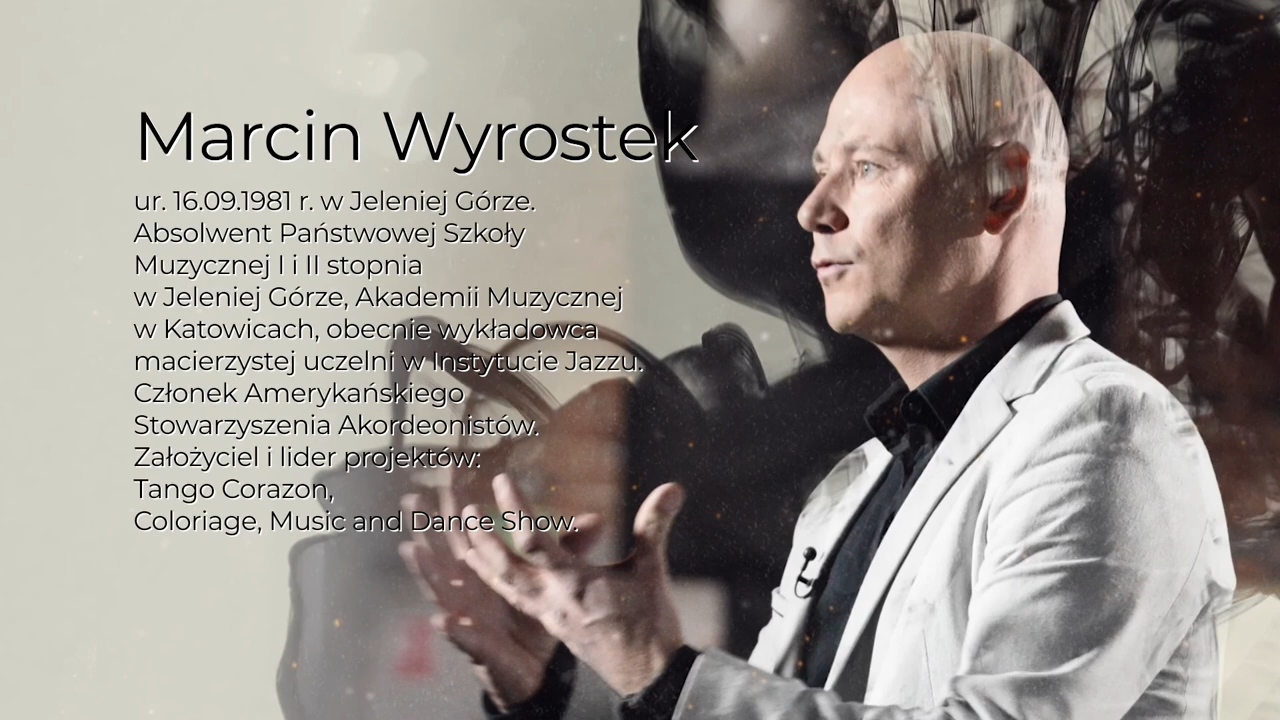 Marcin Wyrostek
ur. 16.09.1981 r. w Jeleniej Górze.
Absolwent Państwowej Szkoły
Muzycznej I i II stopnia
w Jeleniej Górze, Akademii Muzycznej
w Katowicach, obecnie wykładowca
macierzystej uczelni w Instytucie Jazzu.
Członek Amerykańskiego
Stowarzyszenia Akordeonistów.
Założyciel i lider projektów:
Tango Corazon,
Coloriage, Music and Dance Show.